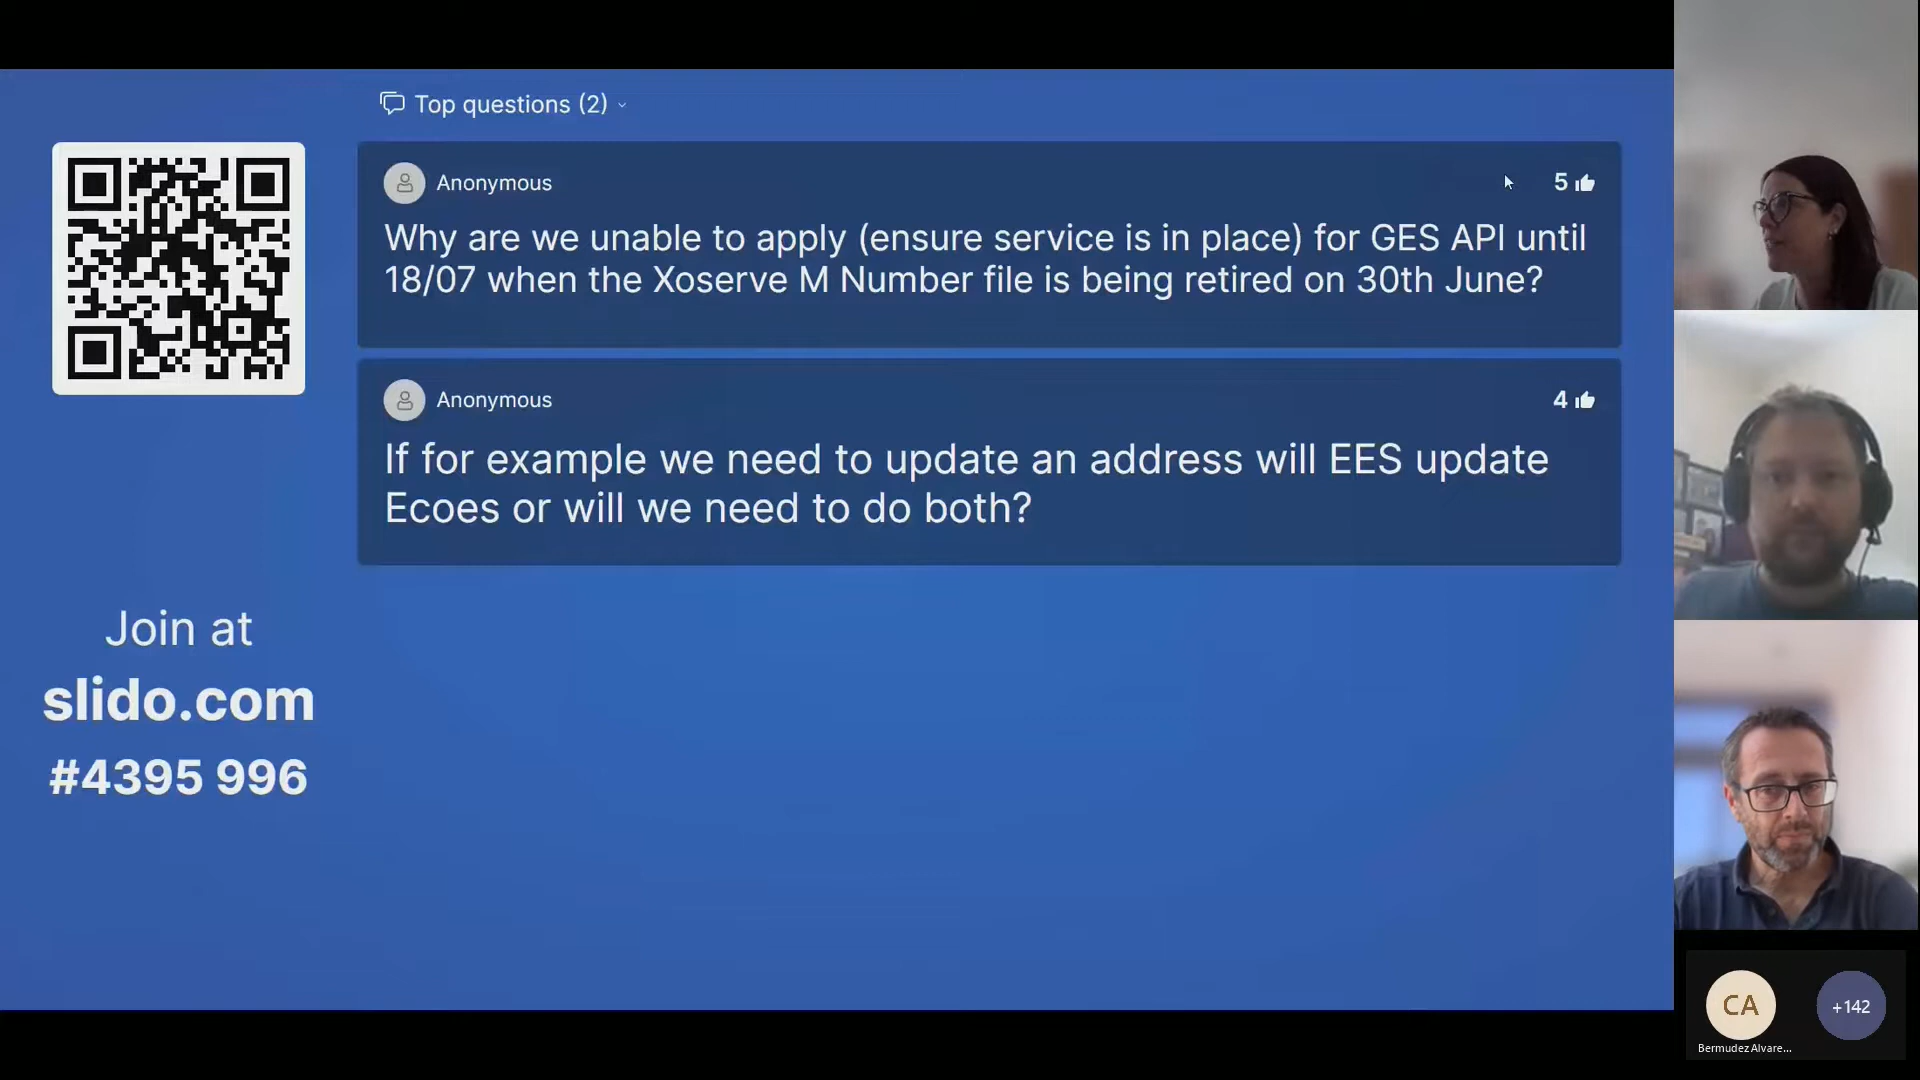 Top questions (2)
Anonymous
5
Why are we unable to apply (ensure service is in place) for GES API until
18/07 when the Xoserve M Number file is being retired on 30th June?
Anonymous
4
If for example we need to update an address will EES update
Ecoes or will we need to do both?
Join at
slido.com
#4395 996
CA
+142
Bermudez Alvare...